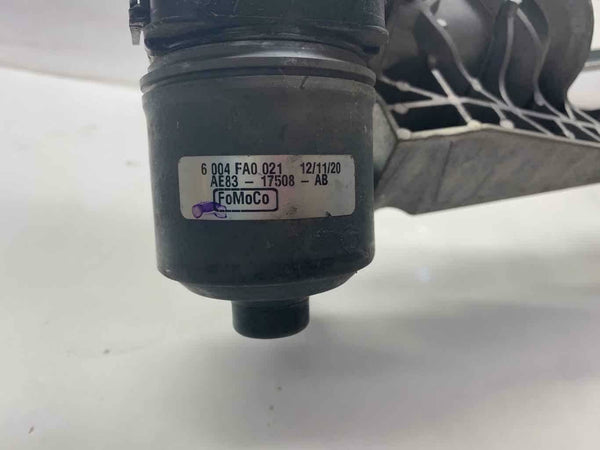 6 004 FA0 021 12/11/20
AE83 - 17508 - AB
FoMoCo